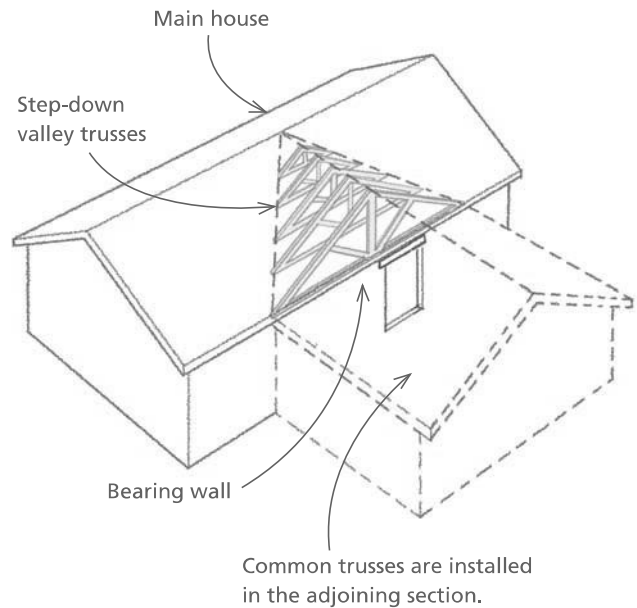 Main house
Step-down
valley trusses
Bearing wall
Common trusses are installed
in the adjoining section.